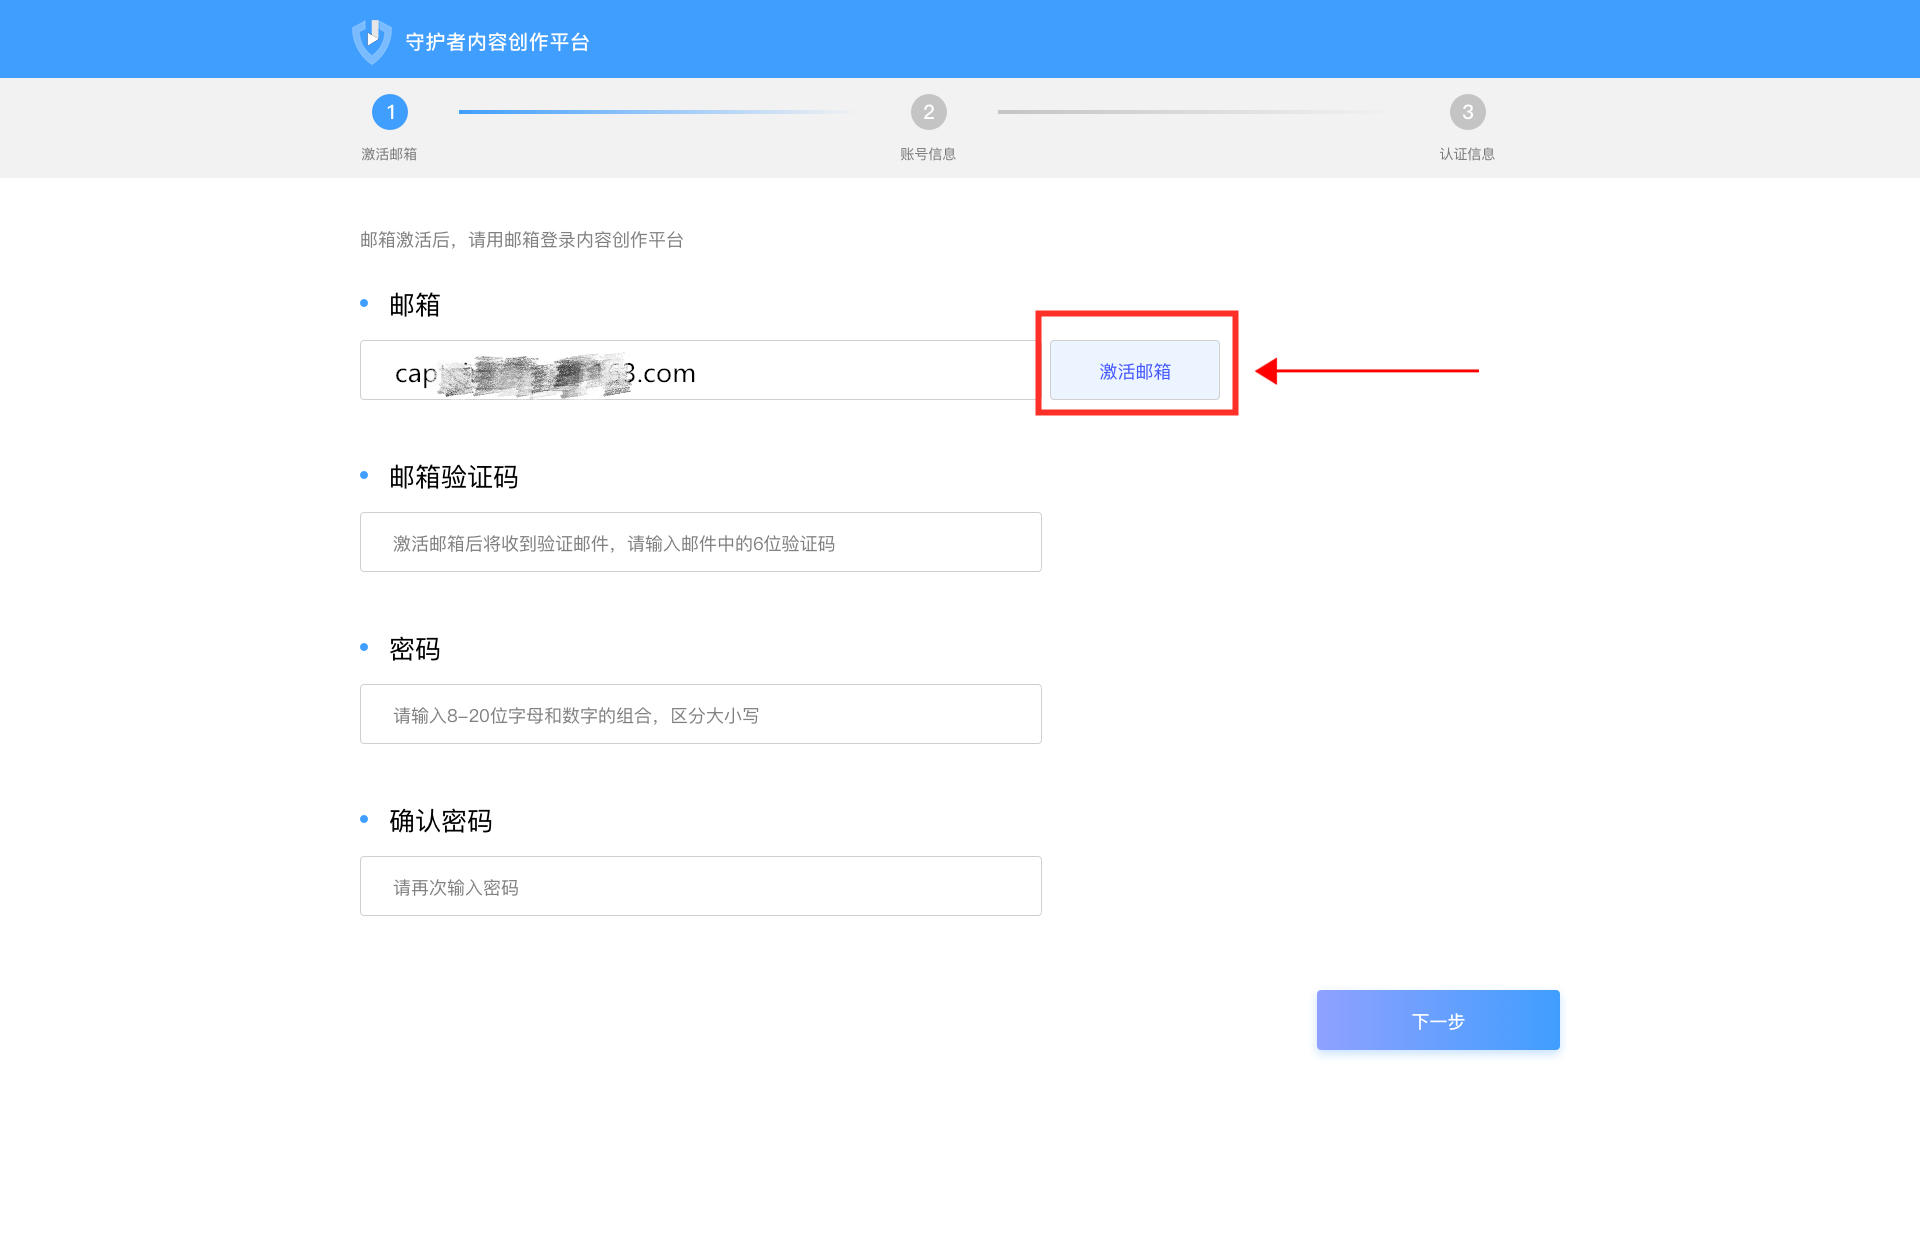 守护者内容创作平台
1
2
3
激活邮箱
账号信息
认证信息
邮箱激活后，请用邮箱登录内容创作平台
邮箱
cap 3.com
激活邮箱
邮箱验证码
激活邮箱后将收到验证邮件，请输入邮件中的6位验证码
密码
请输入8-20位字母和数字的组合，区分大小写
确认密码
请再次输入密码
下一步